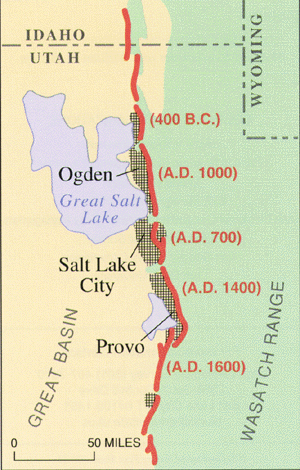 IDAHO
UTAH
WYOMING
(400 B.C.)
Ogden
(A.D. 1000)
Great Salt
Lake
(A.D. 700)
Salt Lake
City
(A.D. 1400)
Provo
(A.D. 1600)
GREAT BASIN
WASATCH RANGE
0
50 MILES